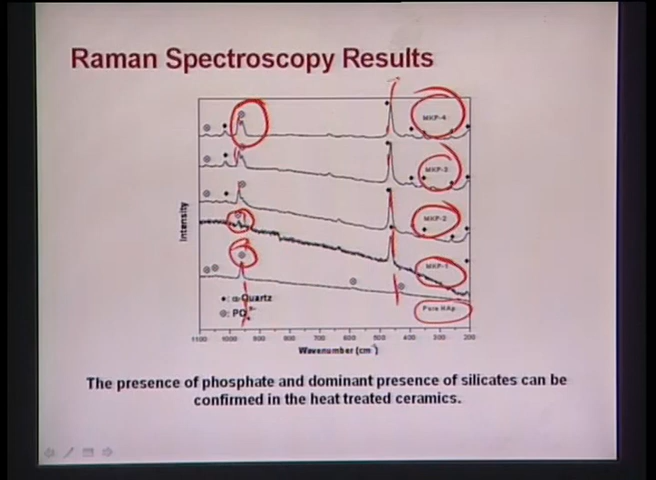 Raman Spectroscopy Results
MKP-4
MKP-3
MKP-2
MKP-1
Pure HAp
Intensity
♦: α-Quartz
◎: PO₄³⁻
1100 1000 900 800 700 600 500 400 300 200
Wavenumber (cm⁻¹)
The presence of phosphate and dominant presence of silicates can be
confirmed in the heat treated ceramics.